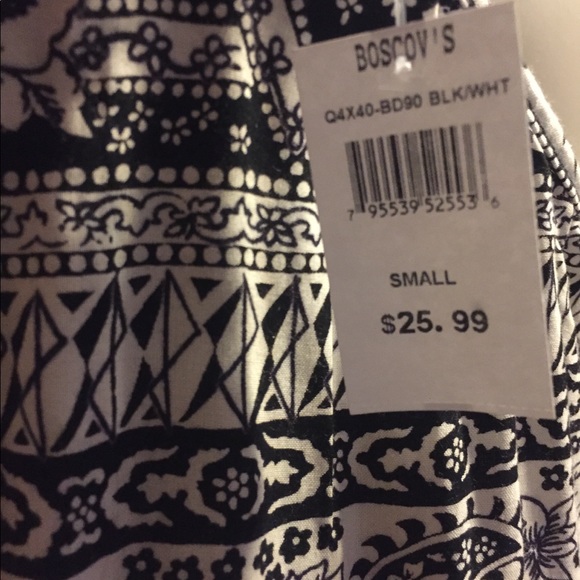 BOSCOV'S
Q4X40-BD90 BLK/WHT
7 95539 52553 6
SMALL
$25.99